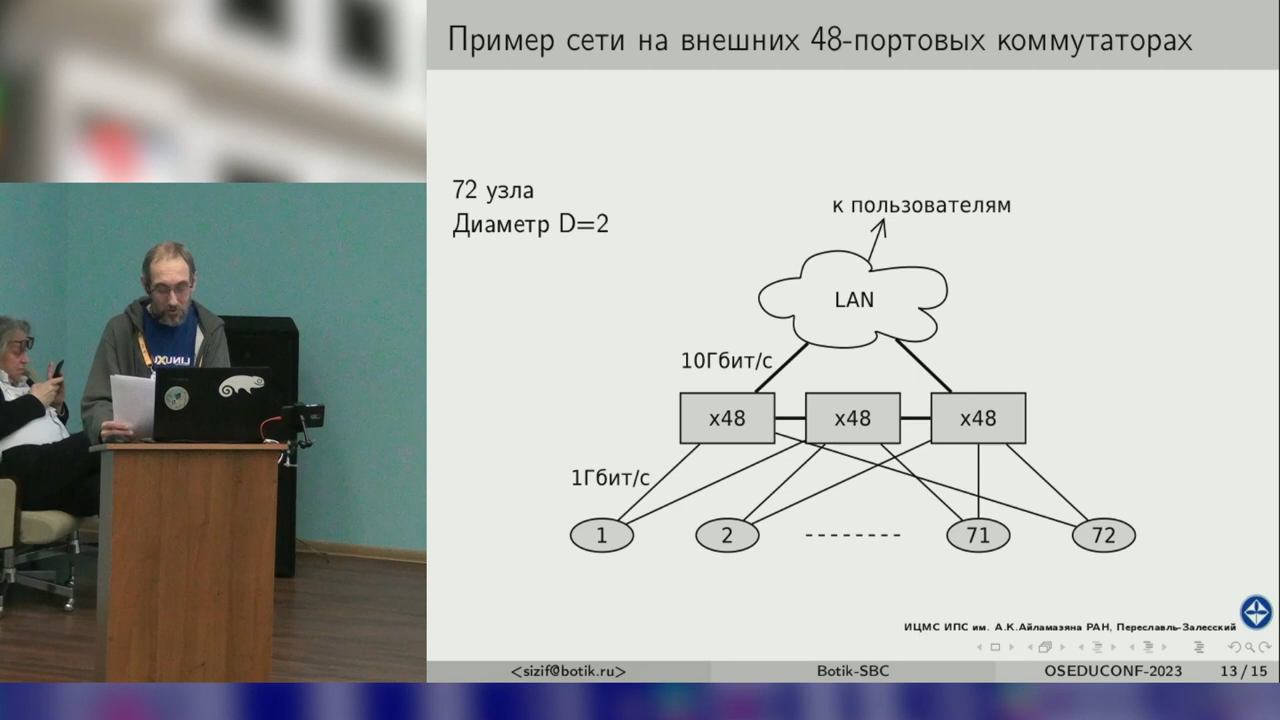 Пример сети на внешних 48-портовых коммутаторах
72 узла
Диаметр D=2
к пользователям
LAN
10Гбит/с
x48 x48 x48
1Гбит/с
1 2 71 72
ИЦМС ИПС им. А.К.Айламазяна РАН, Переславль-Залесский
<sizif@botik.ru> Botik-SBC OSEDUCONF-2023 13 / 15
LINUX